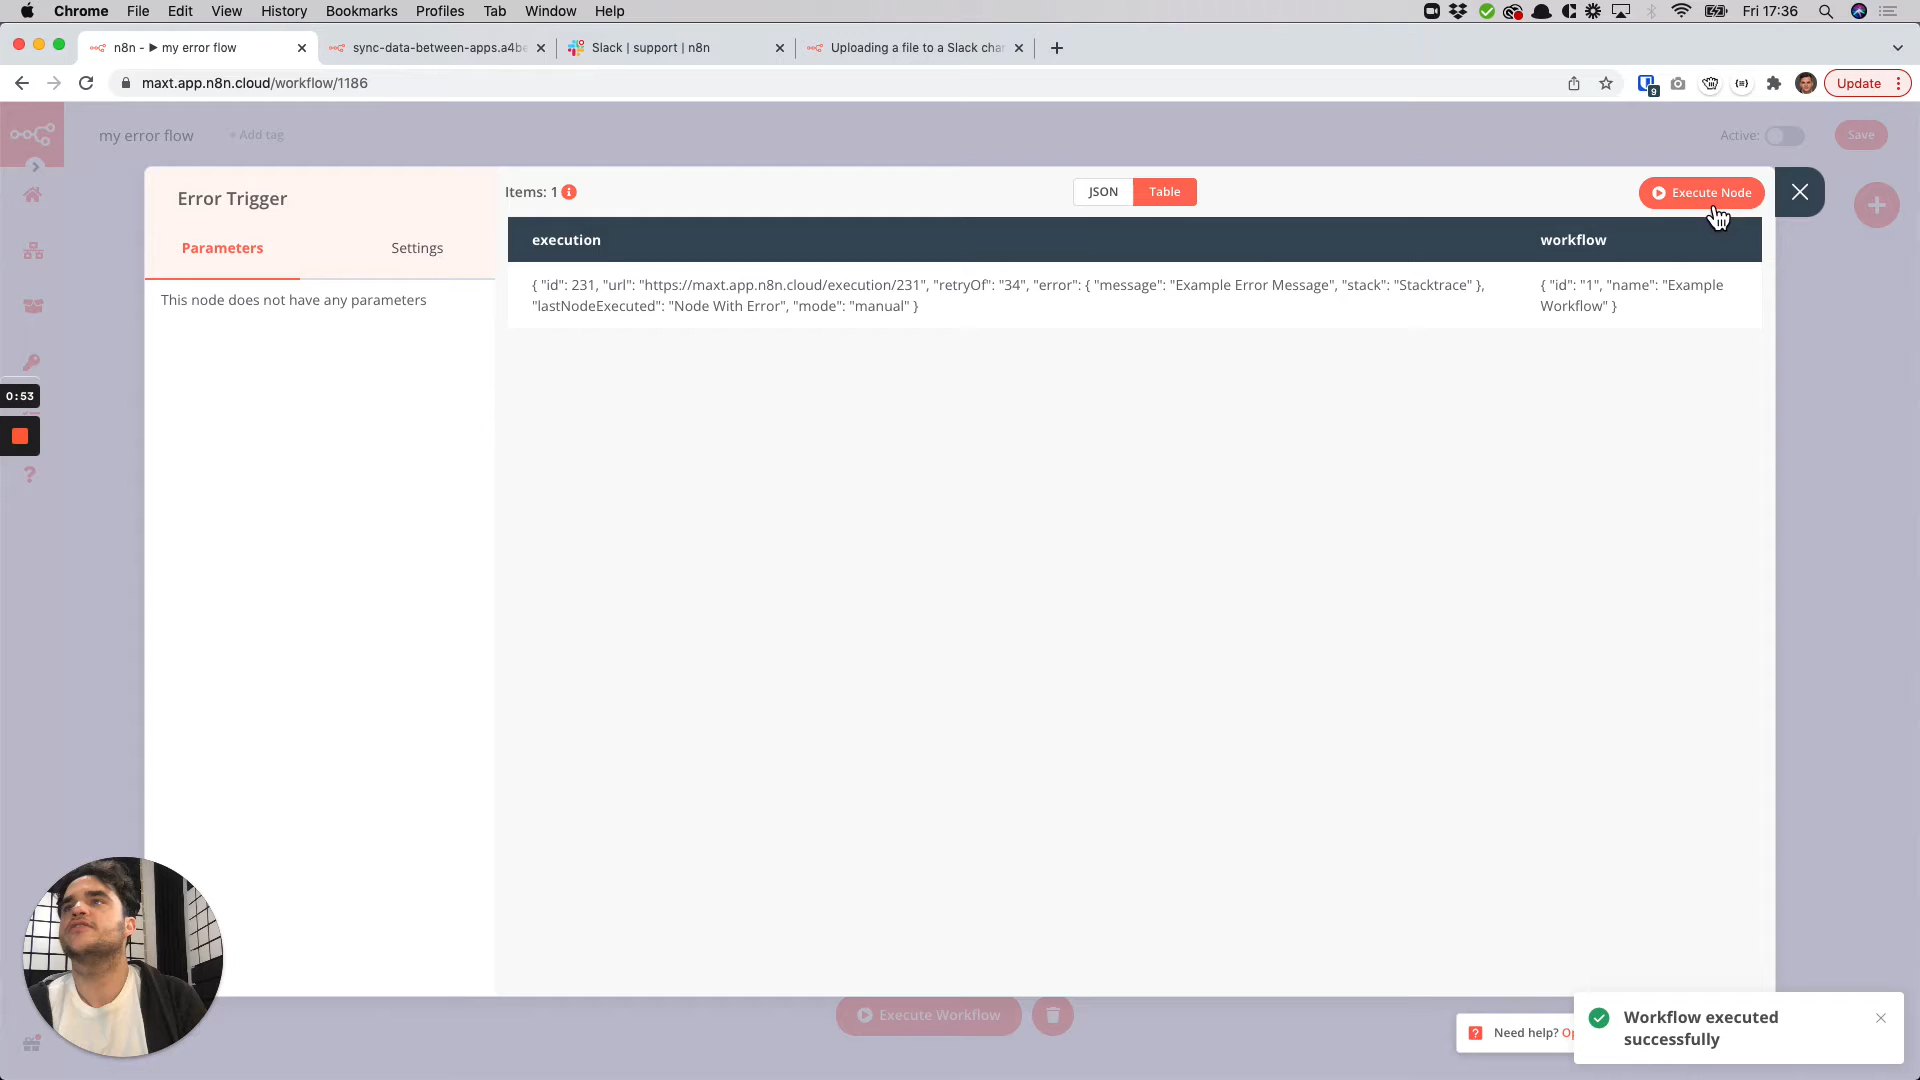 Chrome File Edit View History Bookmarks Profiles Tab Window Help Fri 17:36
n8n - ▶ my error flow
sync-data-between-apps.a4be
Slack | support | n8n
Uploading a file to a Slack chan
maxt.app.n8n.cloud/workflow/1186
9
Update
my error flow + Add tag
Active:
Save
Error Trigger
Items: 1
JSON Table
Execute Node
Parameters Settings
execution workflow
This node does not have any parameters
{ "id": 231, "url": "https://maxt.app.n8n.cloud/execution/231", "retryOf": "34", "error": { "message": "Example Error Message", "stack": "Stacktrace" },
"lastNodeExecuted": "Node With Error", "mode": "manual" }
{ "id": "1", "name": "Example
Workflow" }
0:53
Execute Workflow
Need help? Op
Workflow executed
successfully